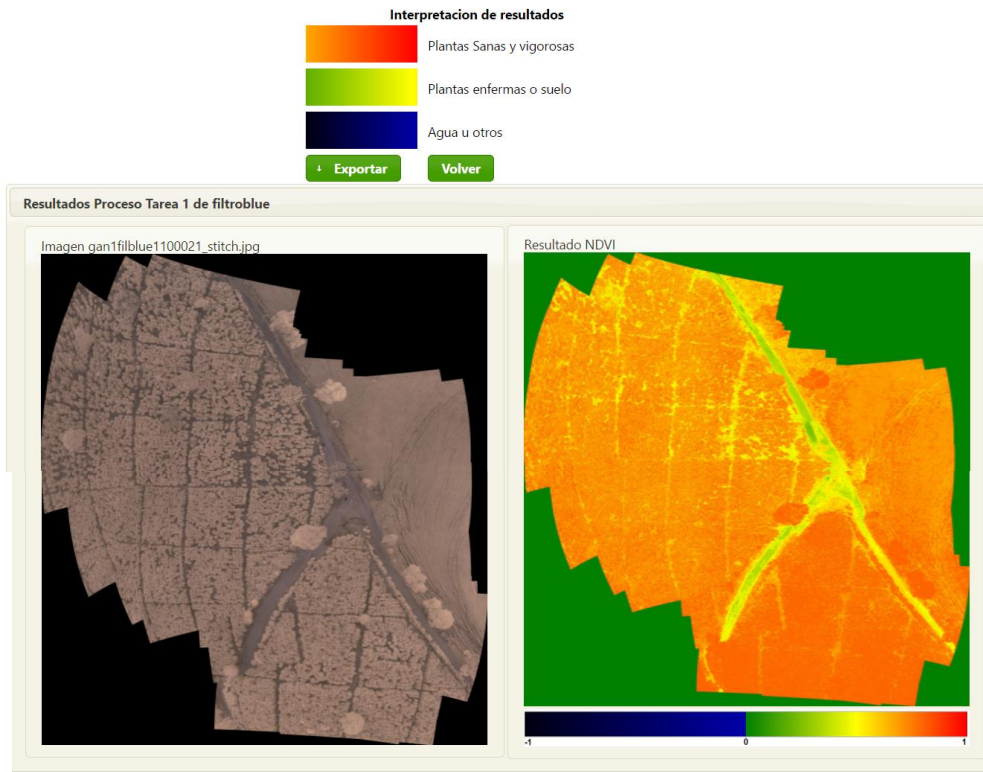 Interpretacion de resultados
Plantas Sanas y vigorosas
Plantas enfermas o suelo
Agua u otros
Exportar Volver
Resultados Proceso Tarea 1 de filtroblue
Imagen gan1filblue1100021_stitch.jpg
Resultado NDVI
-1 0 1